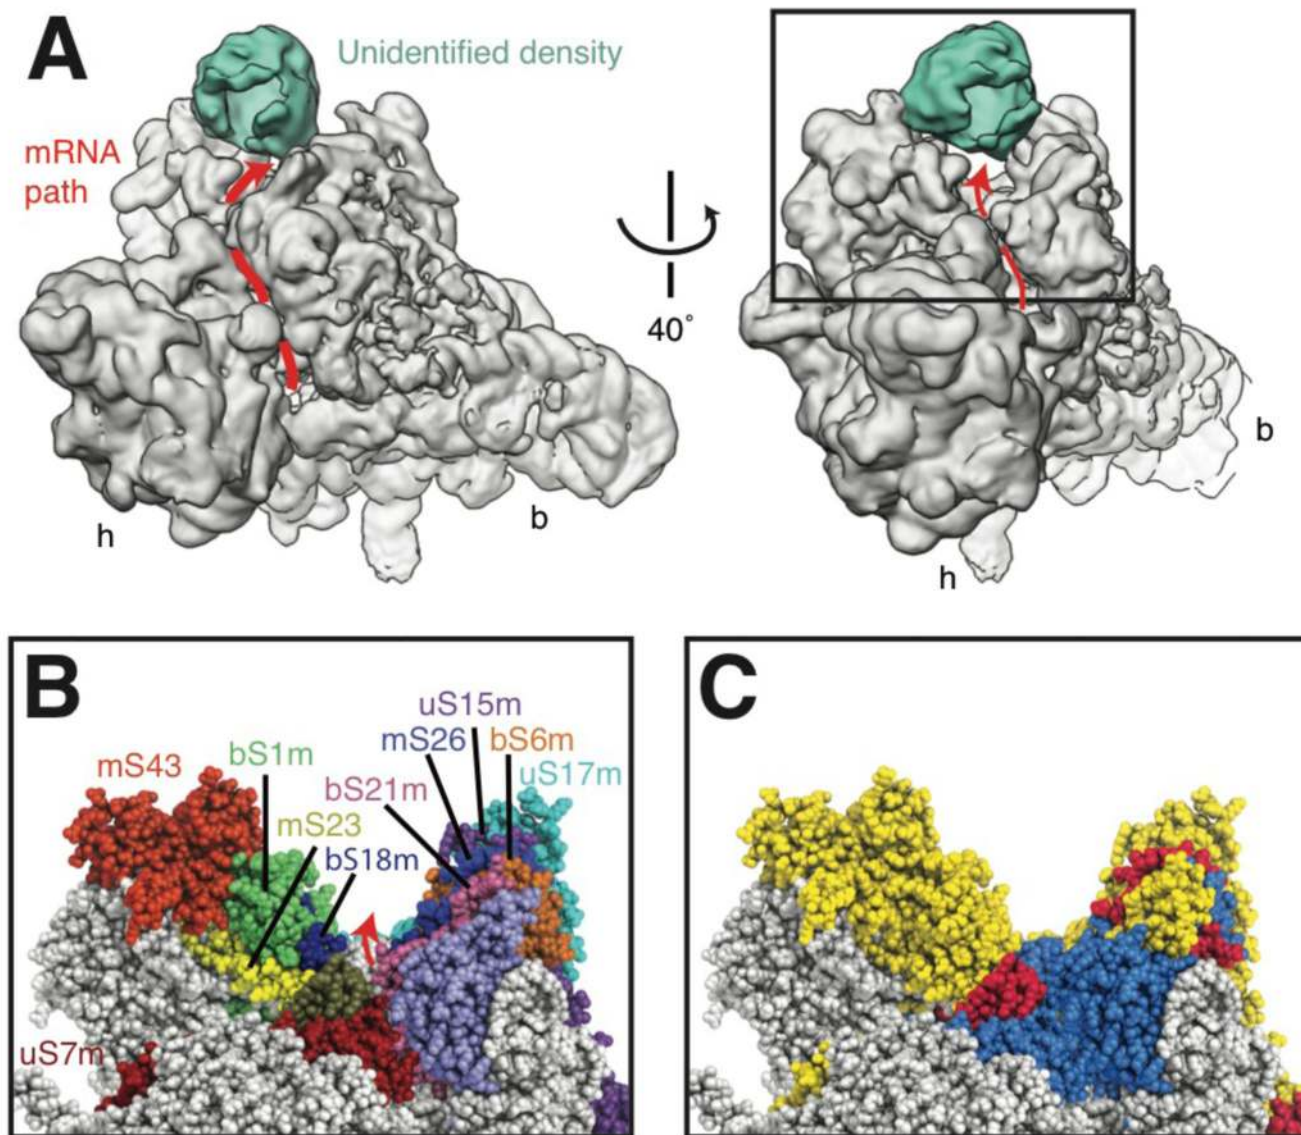 A
Unidentified density
mRNA
path
40°
h
b
h
b
B
uS15m
mS26
bS6m
mS43
bS1m
bS21m
uS17m
mS23
bS18m
uS7m
C